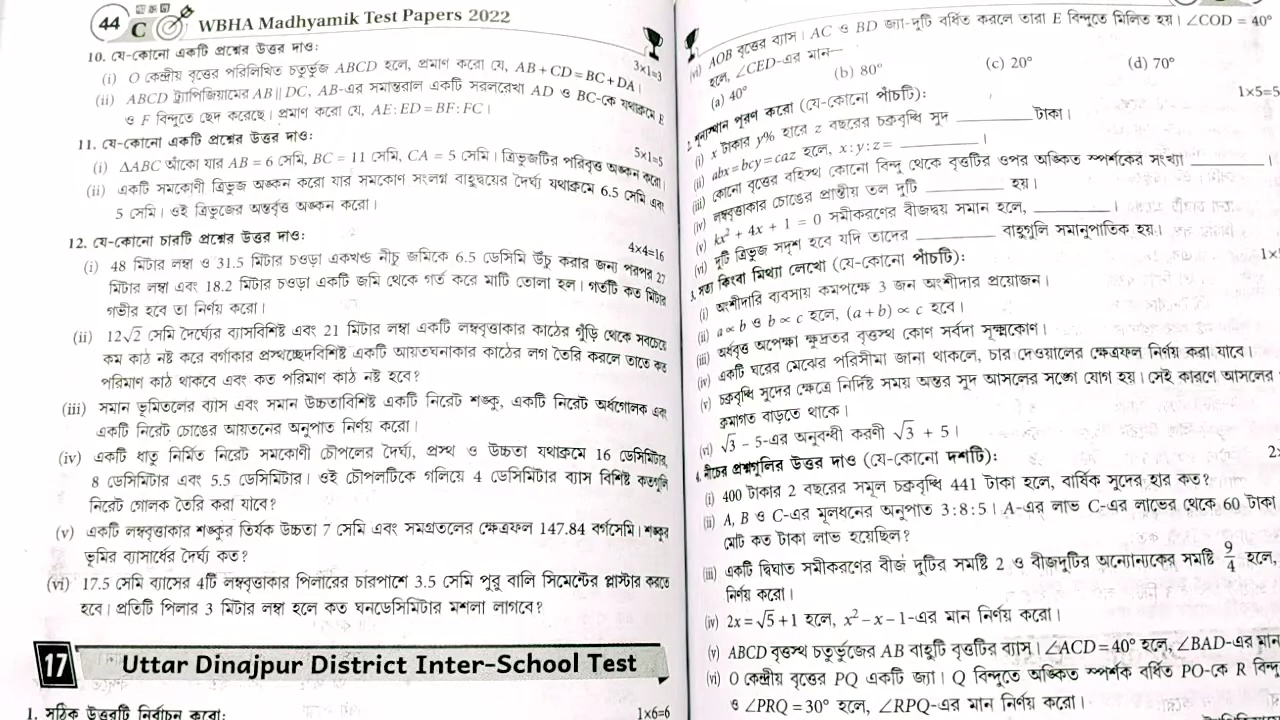 44 C WBHA Madhyamik Test Papers 2022
10. যে-কোনো একটি প্রশ্নের উত্তর দাও: 3×1=3
(i) O কেন্দ্রীয় বৃত্তের পরিলিখিত চতুর্ভুজ ABCD হলে, প্রমাণ করো যে, AB+CD=BC+DA।
(ii) ABCD ট্রাপিজিয়ামের AB||DC, AB-এর সমান্তরাল একটি সরলরেখা AD ও BC-কে যথাক্রমে E
ও F বিন্দুতে ছেদ করেছে। প্রমাণ করো যে, AE:ED=BF:FC।
11. যে-কোনো একটি প্রশ্নের উত্তর দাও: 5×1=5
(i) ΔABC আঁকো যার AB = 6 সেমি, BC = 11 সেমি, CA = 5 সেমি। ত্রিভুজটির পরিবৃত্ত অঙ্কন করো।
(ii) একটি সমকোণী ত্রিভুজ অঙ্কন করো যার সমকোণ সংলগ্ন বাহুদ্বয়ের দৈর্ঘ্য যথাক্রমে 6.5 সেমি এবং
5 সেমি। ওই ত্রিভুজের অন্তর্বৃত্ত অঙ্কন করো।
12. যে-কোনো চারটি প্রশ্নের উত্তর দাও: 4×4=16
(i) 48 মিটার লম্বা ও 31.5 মিটার চওড়া একখন্ড নীচু জমিকে 6.5 ডেসিমি উঁচু করার জন্য পরপর 27
মিটার লম্বা এবং 18.2 মিটার চওড়া একটি জমি থেকে গর্ত করে মাটি তোলা হল। গর্তটি কত মিটার
গভীর হবে তা নির্ণয় করো।
(ii) 12√2 সেমি দৈর্ঘ্যের ব্যাসবিশিষ্ট এবং 21 মিটার লম্বা একটি লম্ববৃত্তাকার কাঠের গুঁড়ি থেকে সবচেয়ে
কম কাঠ নষ্ট করে বর্গাকার প্রস্থচ্ছেদবিশিষ্ট একটি আয়তঘনাকার কাঠের লগ তৈরি করলে তাতে কত
পরিমাণ কাঠ থাকবে এবং কত পরিমাণ কাঠ নষ্ট হবে?
(iii) সমান ভূমিতলের ব্যাস এবং সমান উচ্চতাবিশিষ্ট একটি নিরেট শঙ্কু, একটি নিরেট অর্ধগোলক এবং
একটি নিরেট চোঙের আয়তনের অনুপাত নির্ণয় করো।
(iv) একটি ধাতু নির্মিত নিরেট সমকোণী চৌপলের দৈর্ঘ্য, প্রস্থ ও উচ্চতা যথাক্রমে 16 ডেসিমিটার,
8 ডেসিমিটার এবং 5.5 ডেসিমিটার। ওই চৌপলটিকে গলিয়ে 4 ডেসিমিটার ব্যাস বিশিষ্ট কতগুলি
নিরেট গোলক তৈরি করা যাবে?
(v) একটি লম্ববৃত্তাকার শঙ্কুর তির্যক উচ্চতা 7 সেমি এবং সমগ্রতলের ক্ষেত্রফল 147.84 বর্গসেমি। শঙ্কুর
ভূমির ব্যাসার্ধের দৈর্ঘ্য কত?
(vi) 17.5 সেমি ব্যাসের 4টি লম্ববৃত্তাকার পিলারের চারপাশে 3.5 সেমি পুরু বালি সিমেন্টের প্লাস্টার করতে
হবে। প্রতিটি পিলার 3 মিটার লম্বা হলে কত ঘনডেসিমিটার মশলা লাগবে?
17 Uttar Dinajpur District Inter-School Test
1. সঠিক উত্তরটি নির্বাচন করো: 1×6=6
(vi) AOB বৃত্তের ব্যাস। AC ও BD জ্যা-দুটি বর্ধিত করলে তারা E বিন্দুতে মিলিত হয়। ∠COD = 40°
হলে, ∠CED-এর মান—
(a) 40° (b) 80° (c) 20° (d) 70°
2. শূন্যস্থান পূরণ করো (যে-কোনো পাঁচটি): 1×5=5
(i) x টাকার y% হারে z বছরের চক্রবৃদ্ধি সুদ ________ টাকা।
(ii) abx=bcy=caz হলে, x:y:z= ________।
(iii) কোনো বৃত্তের বহিস্থ কোনো বিন্দু থেকে বৃত্তটির ওপর অঙ্কিত স্পর্শকের সংখ্যা ________।
(iv) লম্ববৃত্তাকার চোঙের প্রান্তীয় তল দুটি ________ হয়।
(v) kx² + 4x + 1 = 0 সমীকরণের বীজদ্বয় সমান হলে, ________।
(vi) দুটি ত্রিভুজ সদৃশ হবে যদি তাদের ________ বাহুগুলি সমানুপাতিক হয়।
3. সত্য কিংবা মিথ্যা লেখো (যে-কোনো পাঁচটি): 1×
(i) অংশীদারি ব্যবসায় কমপক্ষে 3 জন অংশীদার প্রয়োজন।
(ii) a ∝ b ও b ∝ c হলে, (a + b) ∝ c হবে।
(iii) অর্ধবৃত্ত অপেক্ষা ক্ষুদ্রতর বৃত্তস্থ কোণ সর্বদা সূক্ষ্মকোণ।
(iv) একটি ঘরের মেঝের পরিসীমা জানা থাকলে, চার দেওয়ালের ক্ষেত্রফল নির্ণয় করা যাবে।
(v) চক্রবৃদ্ধি সুদের ক্ষেত্রে নির্দিষ্ট সময় অন্তর সুদ আসলের সঙ্গে যোগ হয়। সেই কারণে আসলের
ক্রমাগত বাড়তে থাকে।
(vi) √3 − 5-এর অনুবন্ধী করণী √3 + 5।
4. নীচের প্রশ্নগুলির উত্তর দাও (যে-কোনো দশটি): 2
(i) 400 টাকার 2 বছরের সমূল চক্রবৃদ্ধি 441 টাকা হলে, বার্ষিক সুদের হার কত?
(ii) A, B ও C-এর মূলধনের অনুপাত 3:8:5। A-এর লাভ C-এর লাভের থেকে 60 টাকা
মোট কত টাকা লাভ হয়েছিল?
(iii) একটি দ্বিঘাত সমীকরণের বীজ দুটির সমষ্টি 2 ও বীজদুটির অন্যোন্যকের সমষ্টি 9/4 হলে,
নির্ণয় করো।
(iv) 2x=√5+1 হলে, x²−x−1-এর মান নির্ণয় করো।
(v) ABCD বৃত্তস্থ চতুর্ভুজের AB বাহুটি বৃত্তটির ব্যাস। ∠ACD=40° হলে, ∠BAD-এর মান
(vi) O কেন্দ্রীয় বৃত্তের PQ একটি জ্যা। Q বিন্দুতে অঙ্কিত স্পর্শক বর্ধিত PO-কে R বিন্দু
ও ∠PRQ=30° হলে, ∠RPQ-এর মান নির্ণয় করো।